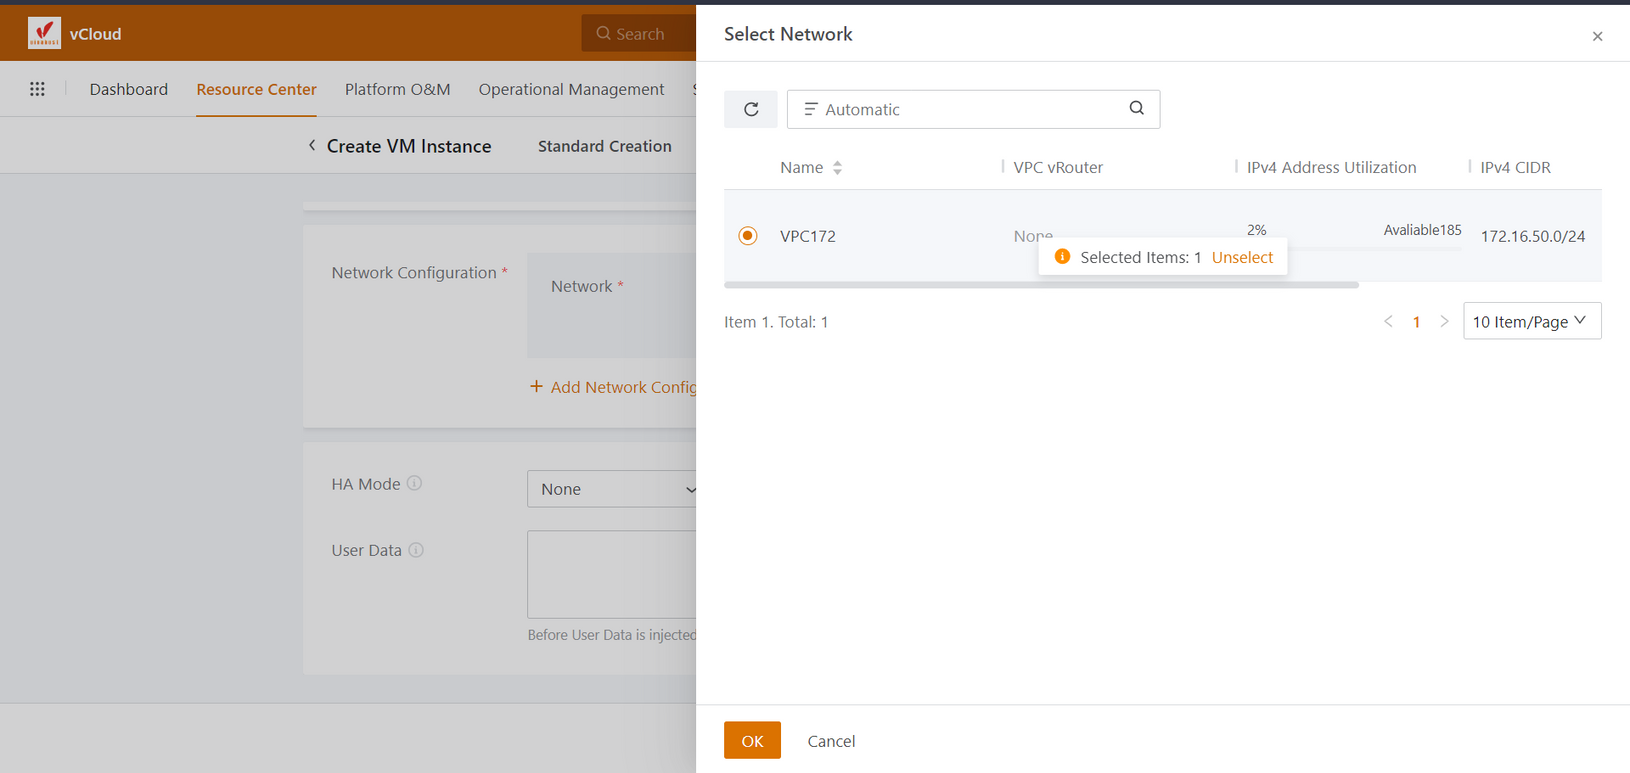 vCloud
Search
Dashboard
Resource Center
Platform O&M
Operational Management
Create VM Instance
Standard Creation
Network Configuration *
Network *
+ Add Network Config
HA Mode
None
User Data
Before User Data is injected
Select Network
Automatic
Name
VPC vRouter
IPv4 Address Utilization
IPv4 CIDR
VPC172
None
2%
Avaliable185
172.16.50.0/24
Selected Items: 1 Unselect
Item 1. Total: 1
< 1 >
10 Item/Page
OK
Cancel